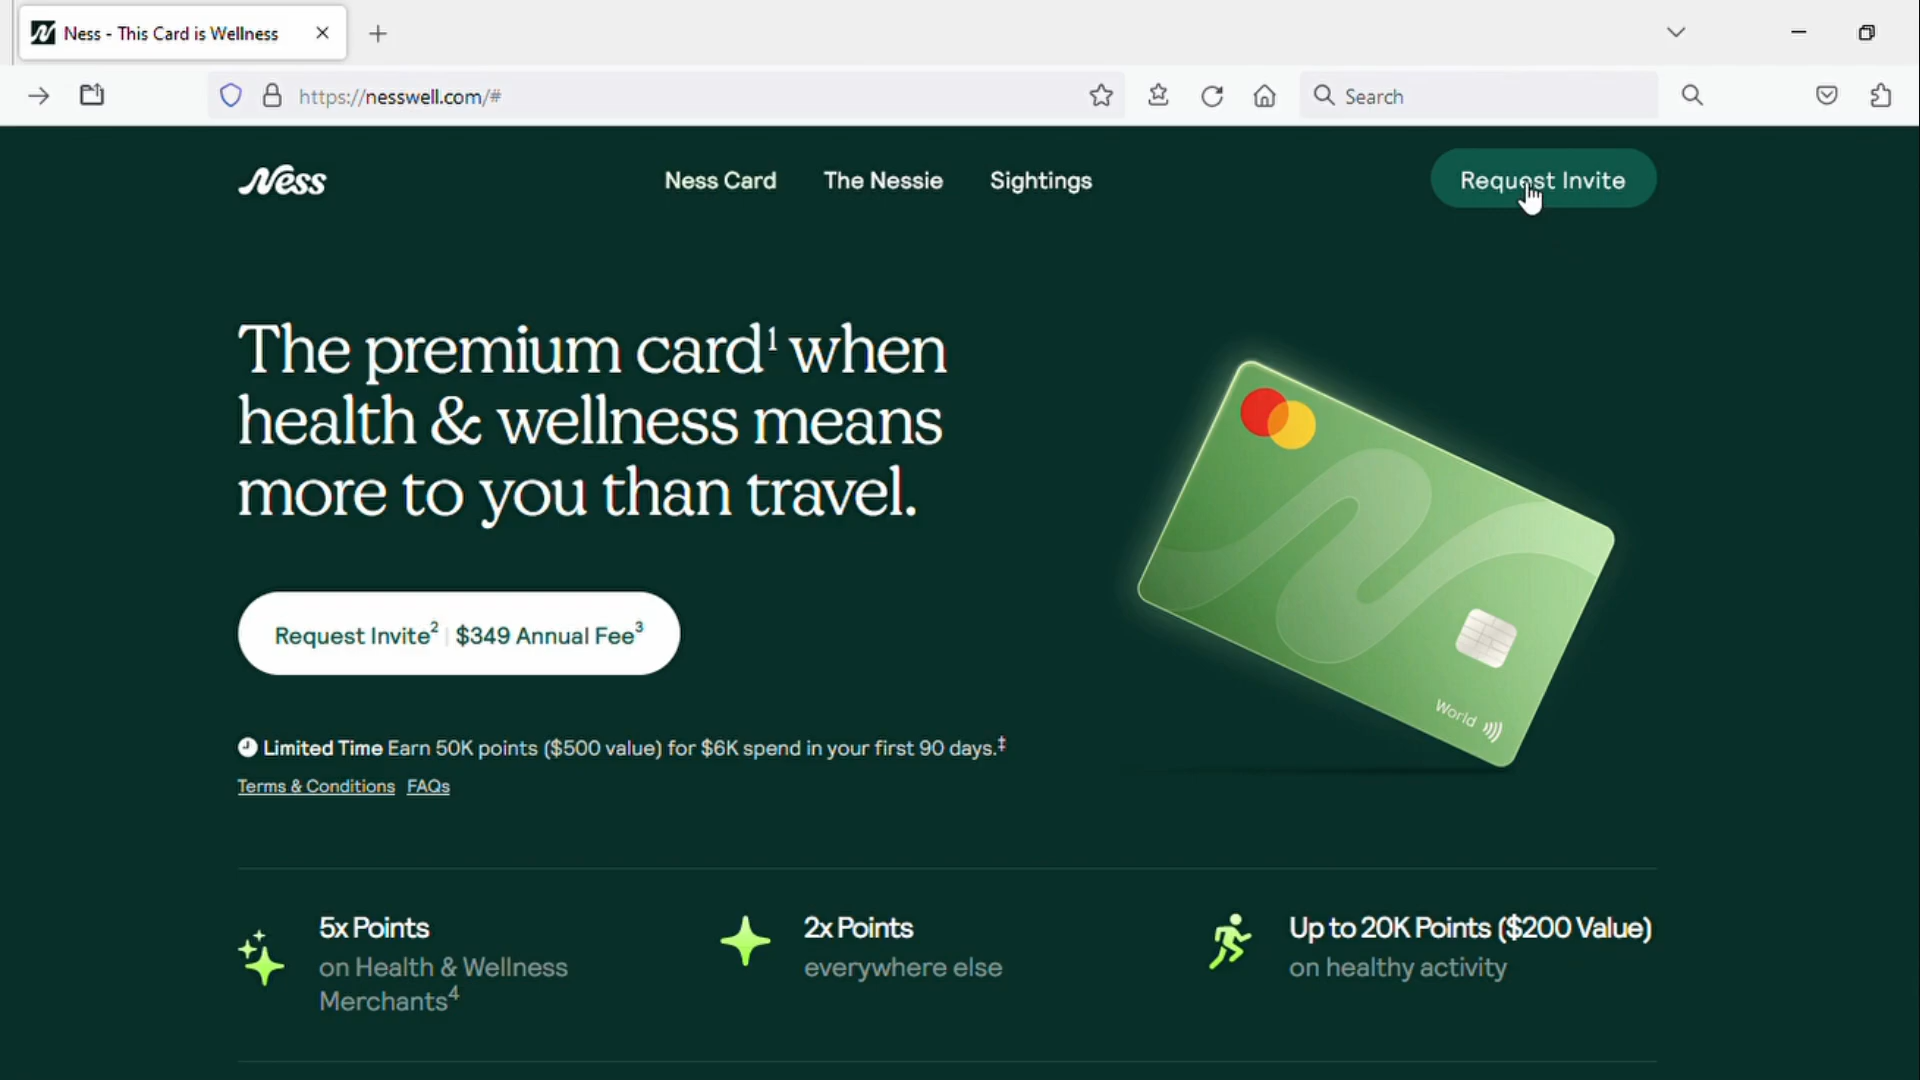 Ness - This Card is Wellness
https://nesswell.com/#
Search
Ness
Ness Card
The Nessie
Sightings
Request Invite
The premium card¹ when
health & wellness means
more to you than travel.
Request Invite² | $349 Annual Fee³
Limited Time Earn 50K points ($500 value) for $6K spend in your first 90 days.‡
Terms & Conditions FAQs
World
5x Points
on Health & Wellness
Merchants⁴
2x Points
everywhere else
Up to 20K Points ($200 Value)
on healthy activity